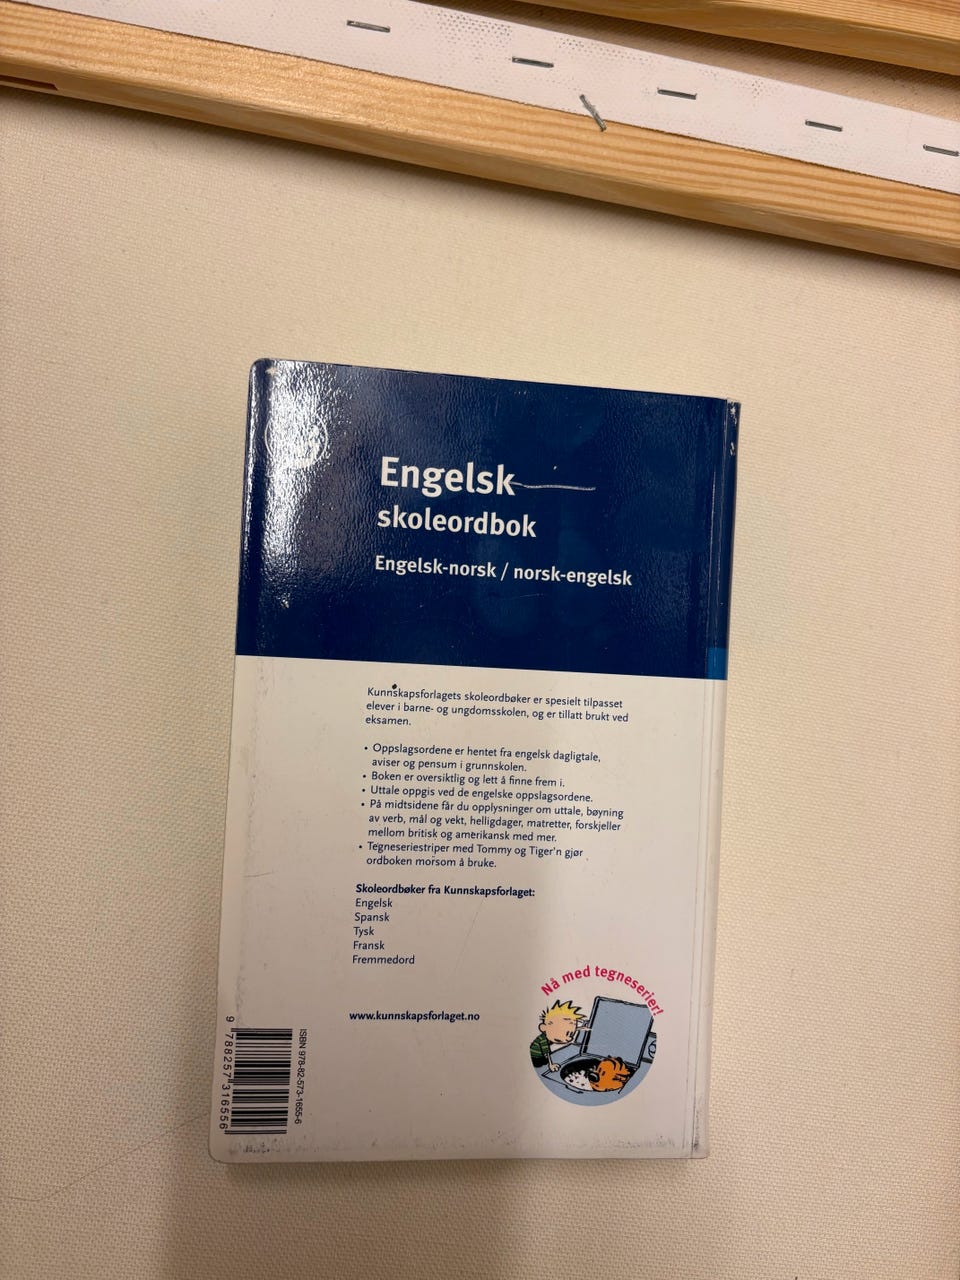 Engelsk
skoleordbok
Engelsk-norsk / norsk-engelsk
Kunnskapsforlagets skoleordbøker er spesielt tilpasset
elever i barne- og ungdomsskolen, og er tillatt brukt ved
eksamen.
• Oppslagsordene er hentet fra engelsk dagligtale,
aviser og pensum i grunnskolen.
• Boken er oversiktlig og lett å finne frem i.
• Uttale oppgis ved de engelske oppslagsordene.
• På midtsidene får du opplysninger om uttale, bøyning
av verb, mål og vekt, helligdager, matretter, forskjeller
mellom britisk og amerikansk med mer.
• Tegneseriestriper med Tommy og Tiger'n gjør
ordboken morsom å bruke.
Skoleordbøker fra Kunnskapsforlaget:
Engelsk
Spansk
Tysk
Fransk
Fremmedord
Nå med tegneserier!
www.kunnskapsforlaget.no
ISBN 978-82-573-1655-6
9 788257 316556